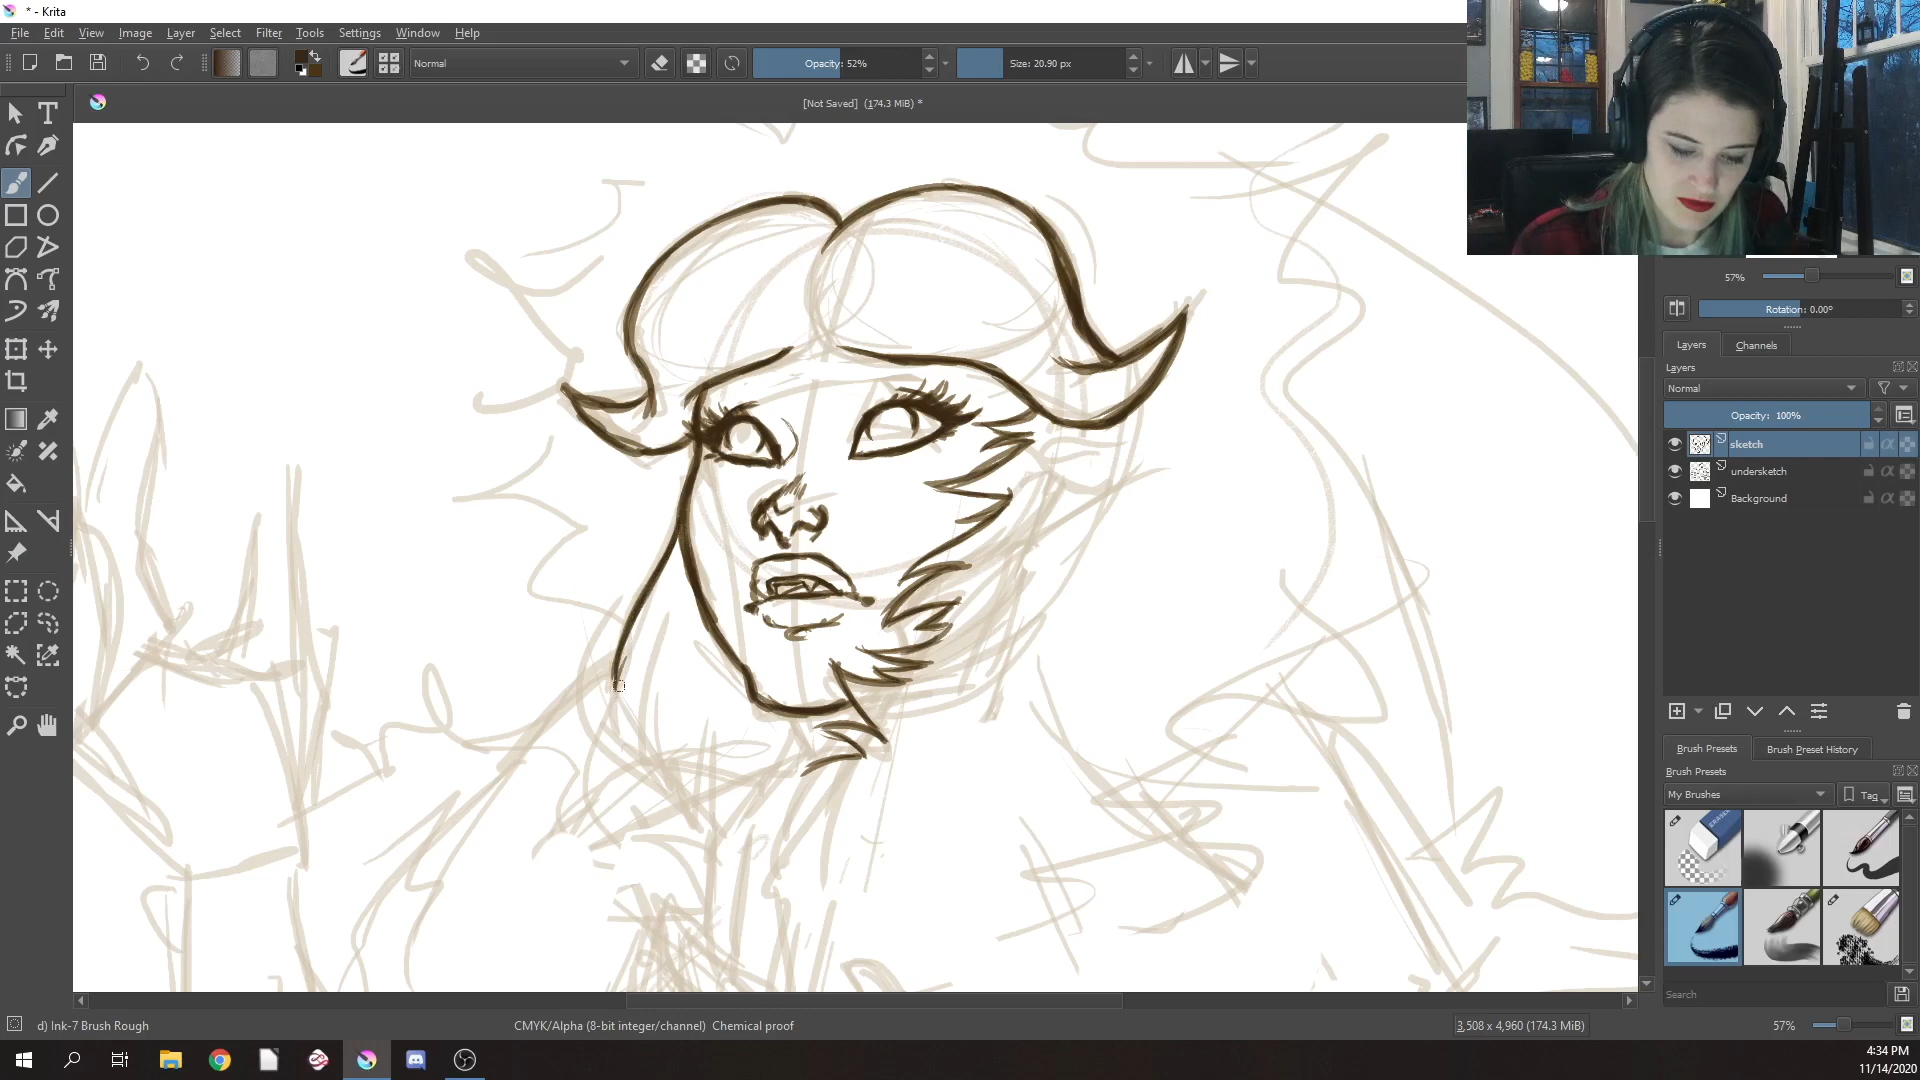 * - Krita
File Edit View Image Layer Select Filter Tools Settings Window Help
Normal
Opacity: 52%
Size: 20.90 px
[Not Saved] (174.3 MiB) *
57%
Rotation: 0.00°
Layers Channels
Layers
Normal
Opacity: 100%
sketch
undersketch
Background
Brush Presets Brush Preset History
Brush Presets
My Brushes Tag
Search
d) Ink-7 Brush Rough
CMYK/Alpha (8-bit integer/channel) Chemical proof
3,508 x 4,960 (174.3 MiB)
57%
4:34 PM
11/14/2020